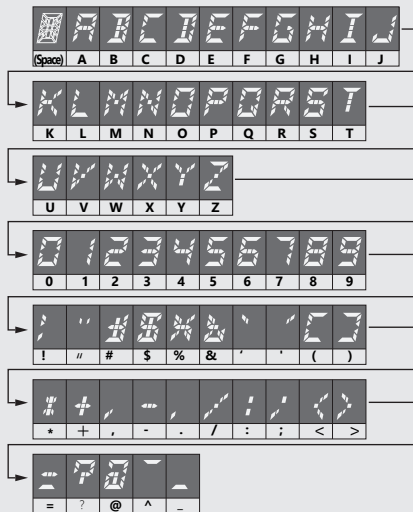 (Space) A B C D E F G H I J
K L M N O P Q R S T
U V W X Y Z
0 1 2 3 4 5 6 7 8 9
! " # $ % & ‘ ' ( )
* + , - . / : ; < >
= ? @ ^ _